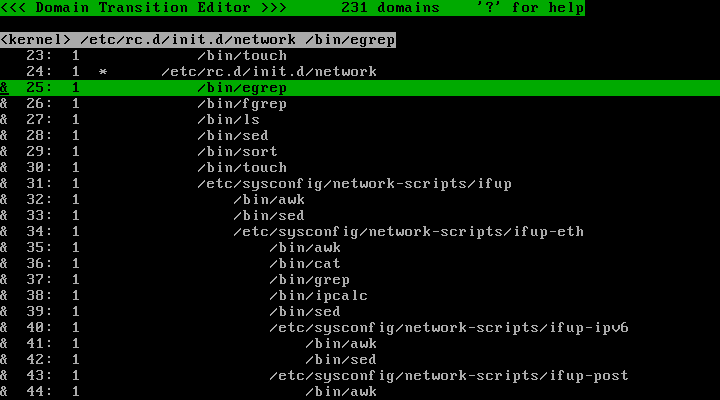 <<< Domain Transition Editor >>>      231 domains    '?' for help
<kernel> /etc/rc.d/init.d/network /bin/egrep
   23:  1             /bin/touch
   24:  1  *      /etc/rc.d/init.d/network
&  25:  1             /bin/egrep
&  26:  1             /bin/fgrep
&  27:  1             /bin/ls
&  28:  1             /bin/sed
&  29:  1             /bin/sort
&  30:  1             /bin/touch
&  31:  1             /etc/sysconfig/network-scripts/ifup
&  32:  1                 /bin/awk
&  33:  1                 /bin/sed
&  34:  1                 /etc/sysconfig/network-scripts/ifup-eth
&  35:  1                     /bin/awk
&  36:  1                     /bin/cat
&  37:  1                     /bin/grep
&  38:  1                     /bin/ipcalc
&  39:  1                     /bin/sed
&  40:  1                     /etc/sysconfig/network-scripts/ifup-ipv6
&  41:  1                         /bin/awk
&  42:  1                         /bin/sed
&  43:  1                     /etc/sysconfig/network-scripts/ifup-post
&  44:  1                         /bin/awk